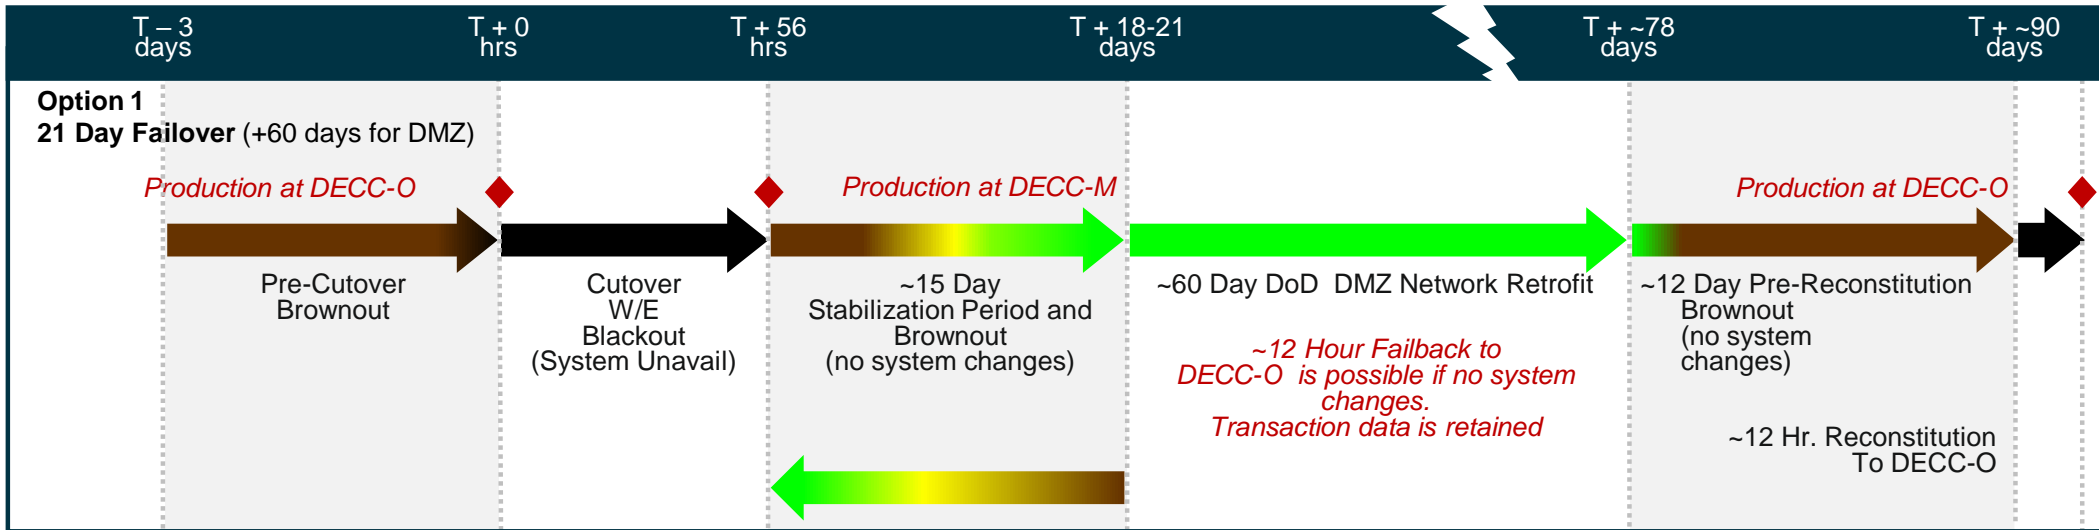 T – 3
days
T + 0
hrs
T + 56
hrs
T + 18-21
days
T + ~78
days
T + ~90
days
Option 1
21 Day Failover (+60 days for DMZ)
Production at DECC-O
Production at DECC-M
Production at DECC-O
Pre-Cutover
Brownout
Cutover
W/E
Blackout
(System Unavail)
~15 Day
Stabilization Period and
Brownout
(no system changes)
~60 Day DoD  DMZ Network Retrofit
~12 Hour Failback to
DECC-O  is possible if no system
changes.
Transaction data is retained
~12 Day Pre-Reconstitution
Brownout
(no system
changes)
~12 Hr. Reconstitution
To DECC-O